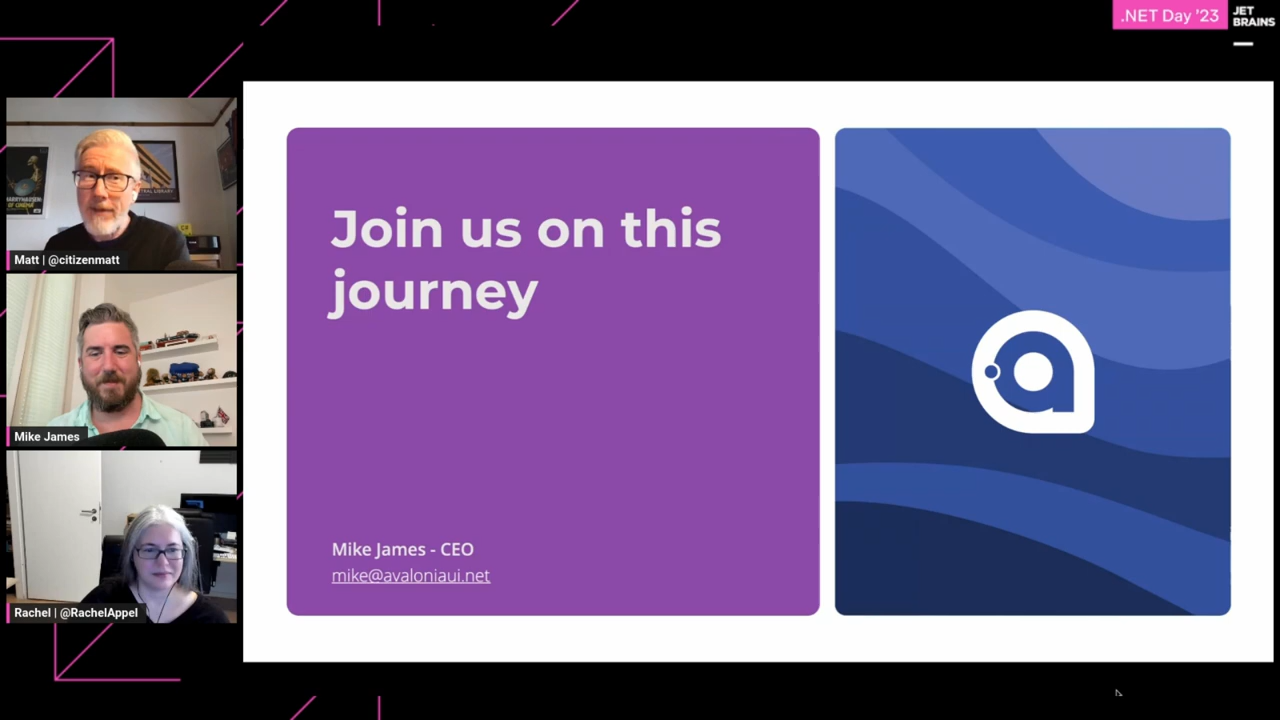 .NET Day '23
JET
BRAINS
Matt | @citizenmatt
Mike James
Rachel | @RachelAppel
Join us on this
journey
Mike James - CEO
mike@avaloniaui.net